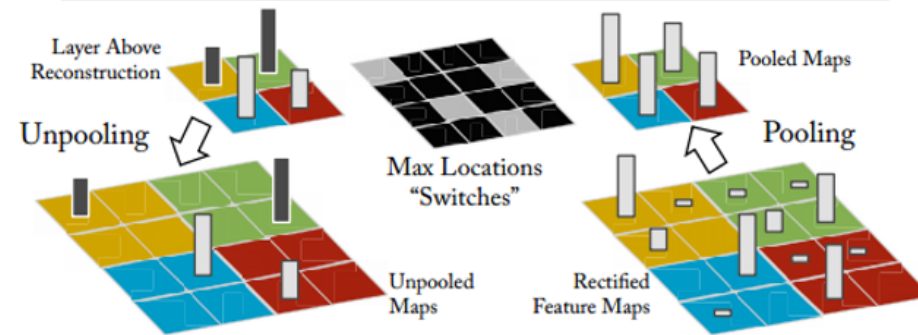 Layer Above
Reconstruction
Pooled Maps
Unpooling
Pooling
Max Locations
“Switches”
Unpooled
Maps
Rectified
Feature Maps